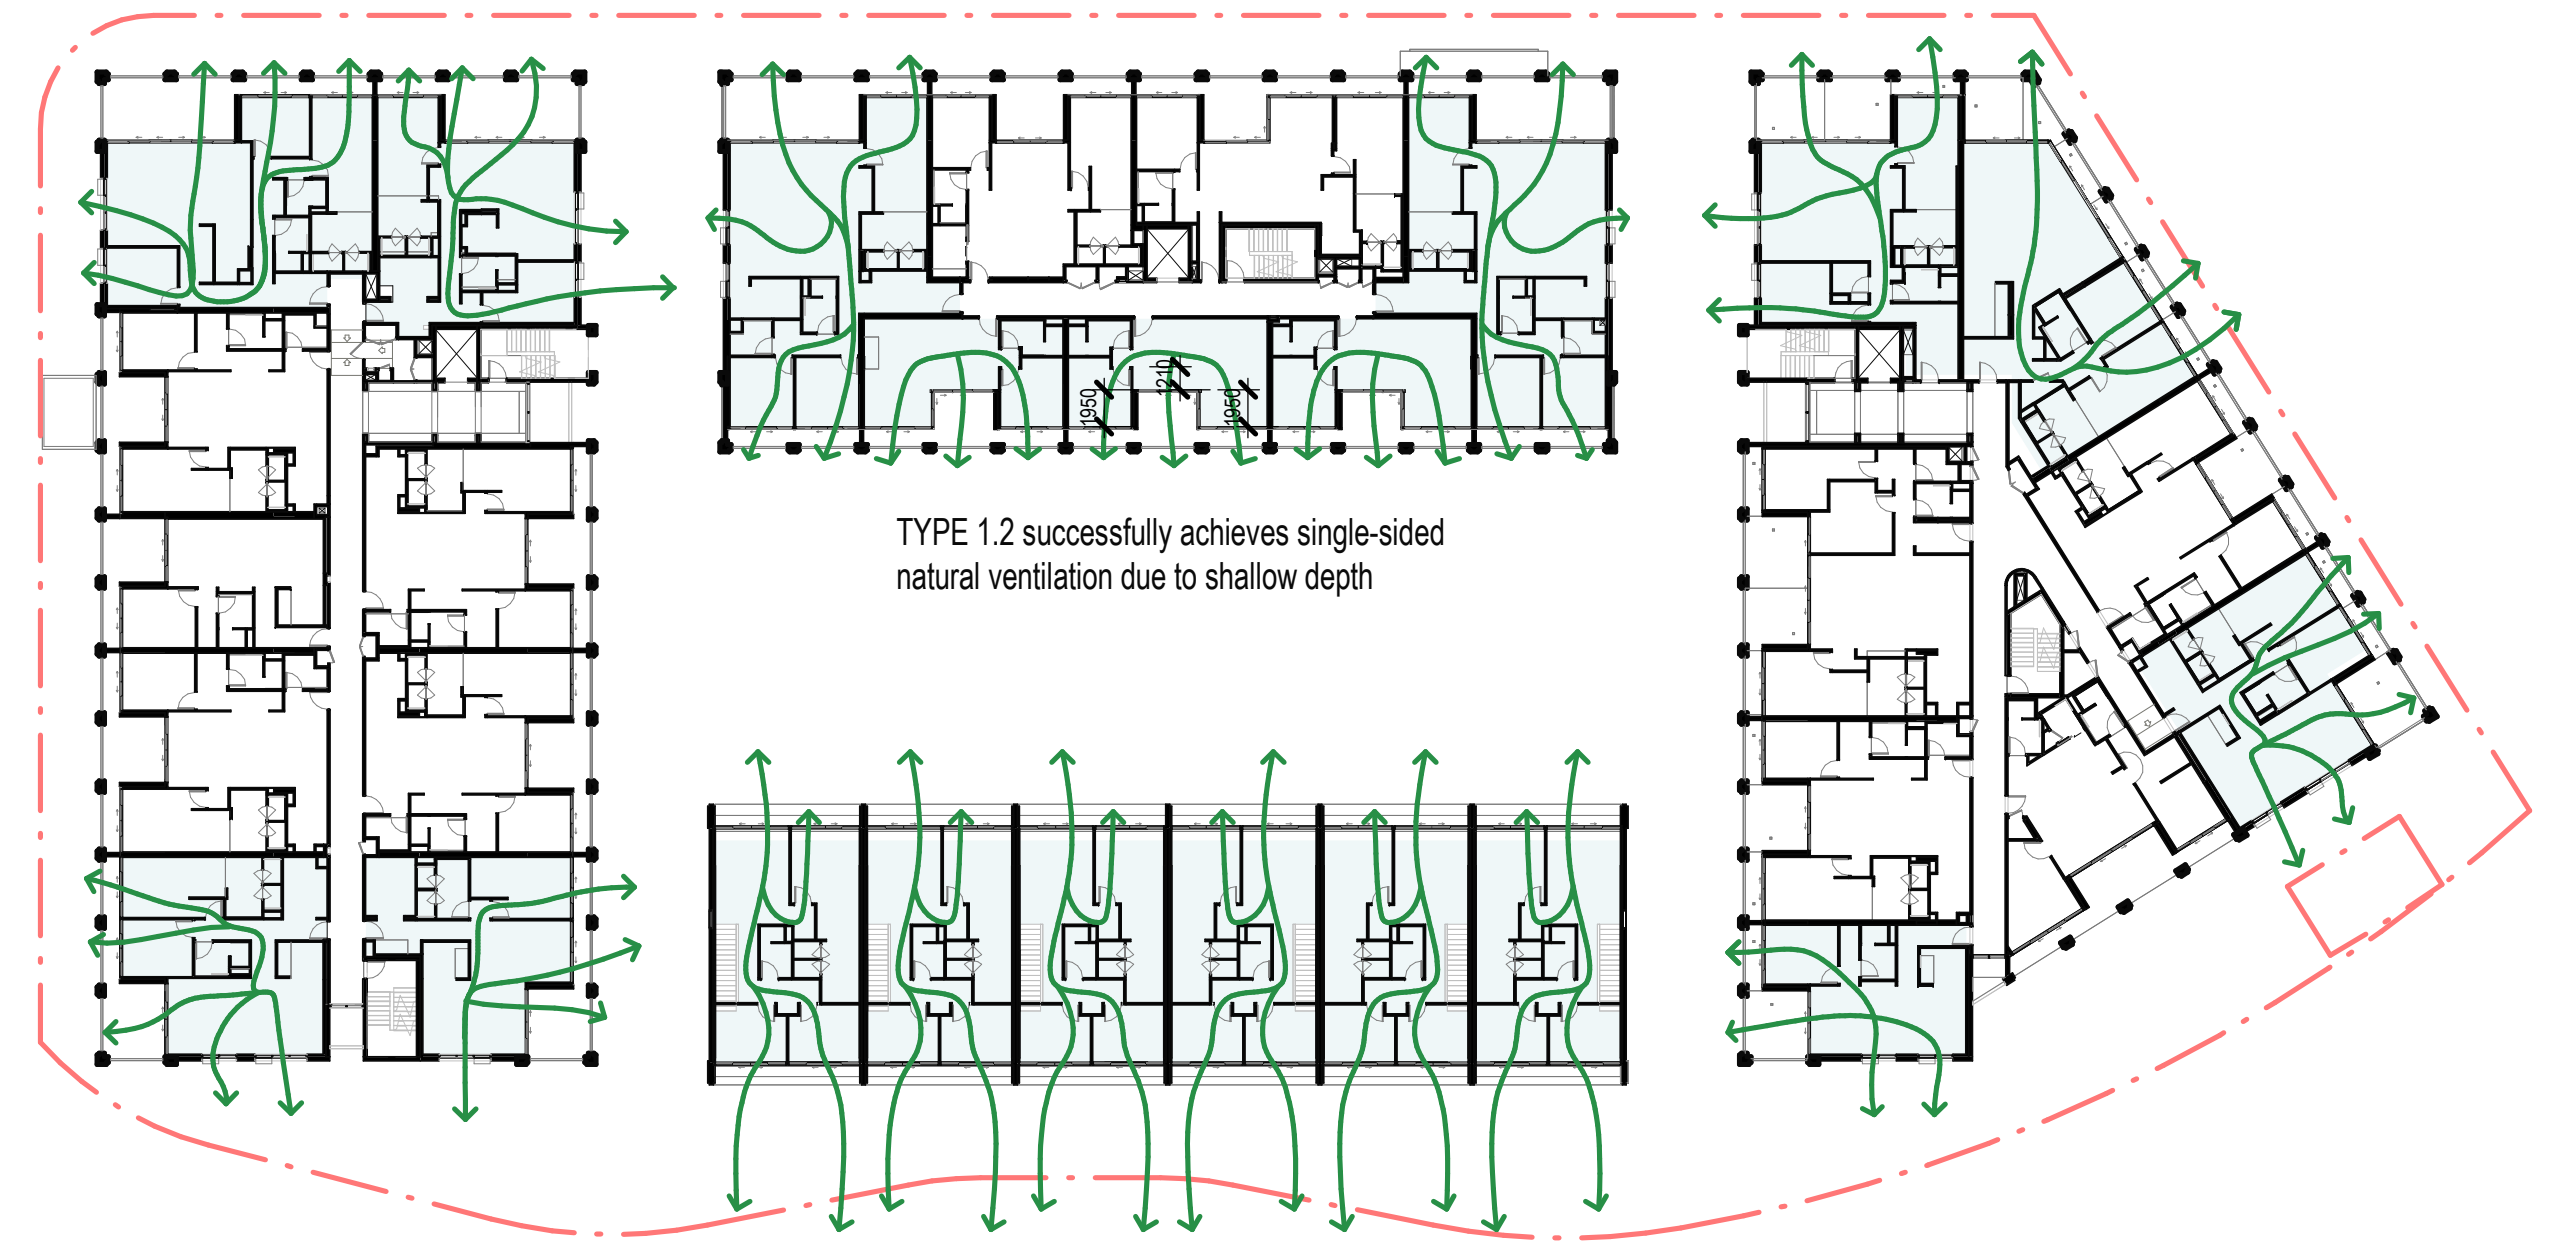 1950
1210
1950
TYPE 1.2 successfully achieves single-sided
natural ventilation due to shallow depth